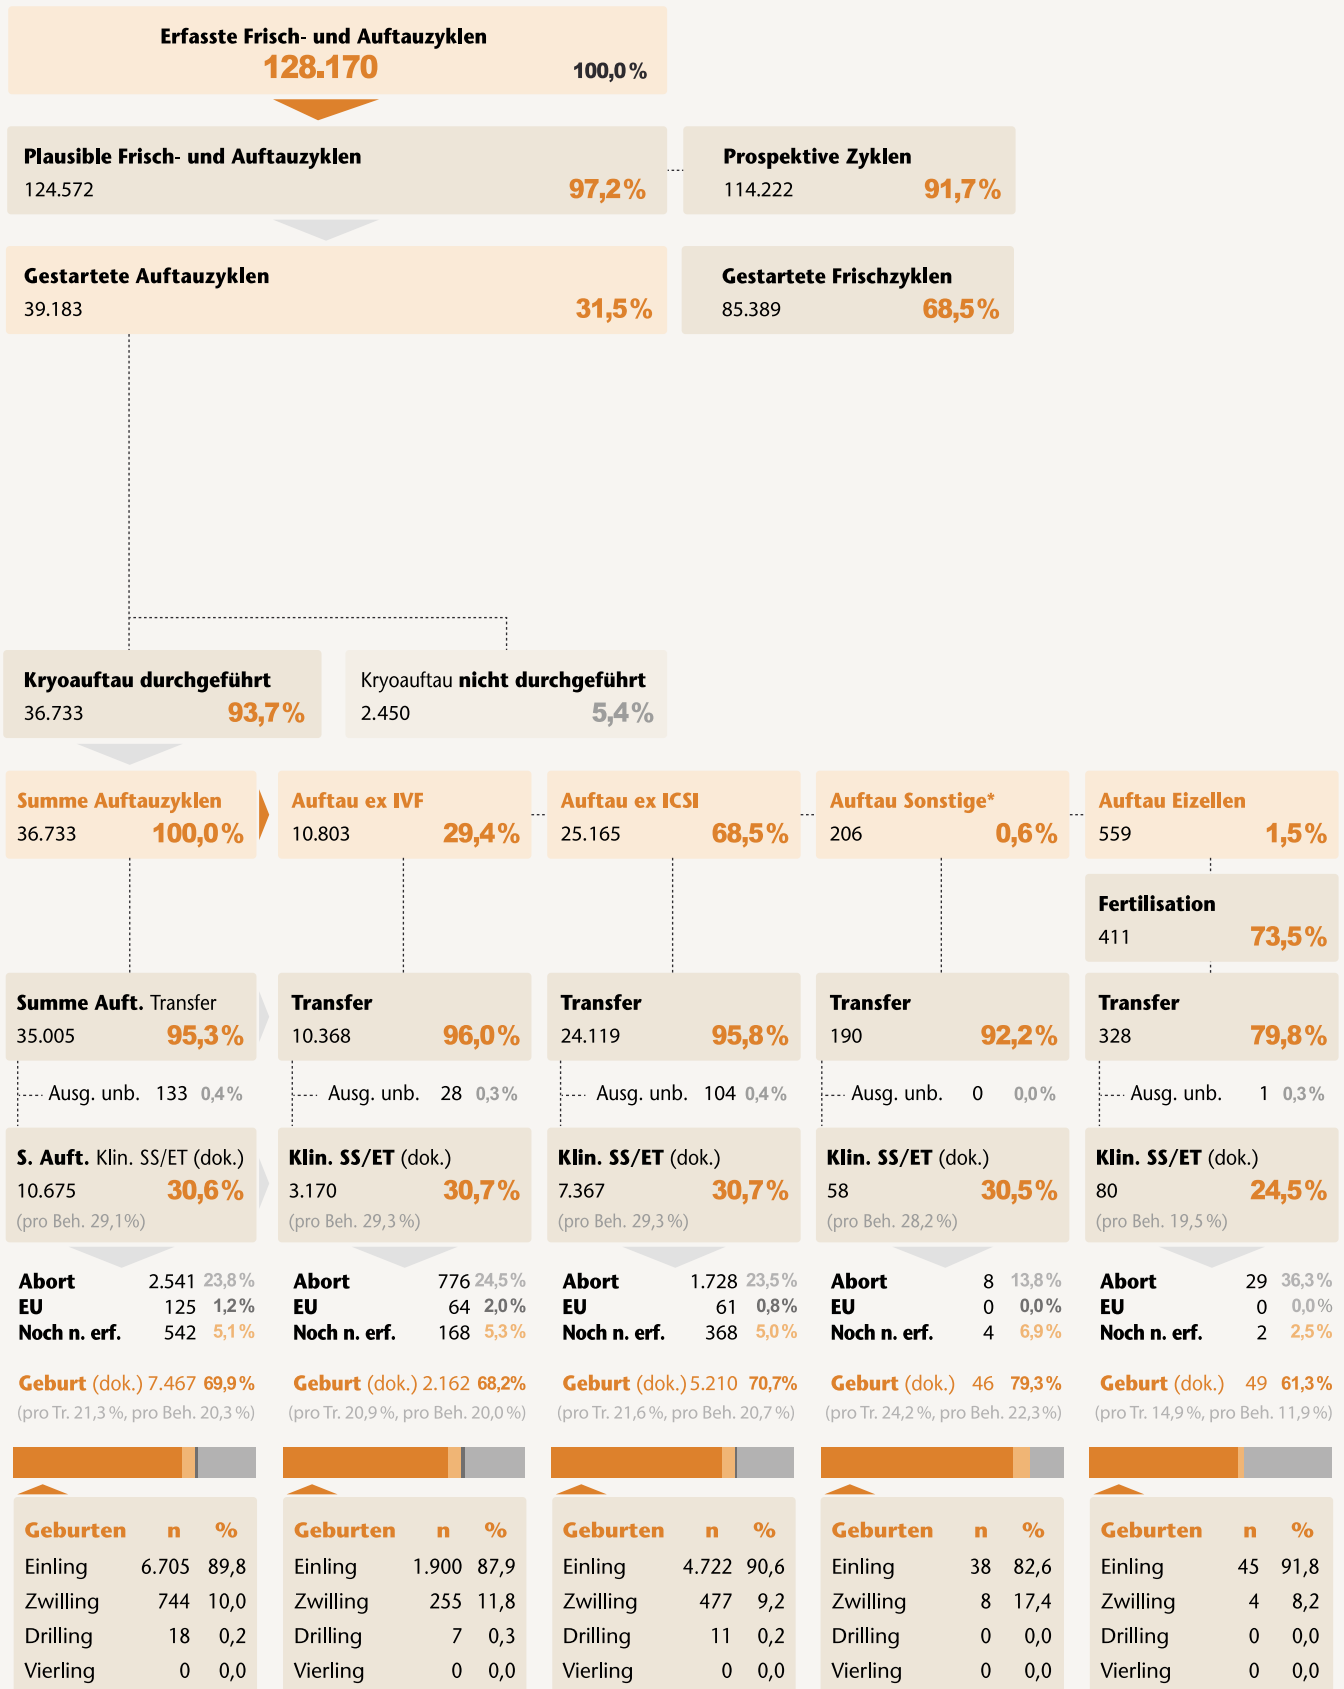 Erfasste Frisch- und Auftauzyklen
128.170 100,0 %
Plausible Frisch- und Auftauzyklen
124.572 97,2 %
Prospektive Zyklen
114.222 91,7 %
Gestartete Auftauzyklen
39.183 31,5 %
Gestartete Frischzyklen
85.389 68,5 %
Kryoauftau durchgeführt
36.733 93,7 %
Kryoauftau nicht durchgeführt
2.450 5,4 %
Summe Auftauzyklen
36.733 100,0 %
Auftau ex IVF
10.803 29,4 %
Auftau ex ICSI
25.165 68,5 %
Auftau Sonstige*
206 0,6 %
Auftau Eizellen
559 1,5 %
Fertilisation
411 73,5 %
Summe Auft. Transfer
35.005 95,3 %
Transfer
10.368 96,0 %
Transfer
24.119 95,8 %
Transfer
190 92,2 %
Transfer
328 79,8 %
Ausg. unb. 133 0,4 %
Ausg. unb. 28 0,3 %
Ausg. unb. 104 0,4 %
Ausg. unb. 0 0,0 %
Ausg. unb. 1 0,3 %
S. Auft. Klin. SS/ET (dok.)
10.675 30,6 %
(pro Beh. 29,1%)
Klin. SS/ET (dok.)
3.170 30,7 %
(pro Beh. 29,3 %)
Klin. SS/ET (dok.)
7.367 30,7 %
(pro Beh. 29,3 %)
Klin. SS/ET (dok.)
58 30,5 %
(pro Beh. 28,2 %)
Klin. SS/ET (dok.)
80 24,5 %
(pro Beh. 19,5 %)
Abort 2.541 23,8 %
EU 125 1,2 %
Noch n. erf. 542 5,1 %
Geburt (dok.) 7.467 69,9 %
(pro Tr. 21,3 %, pro Beh. 20,3 %)
Abort 776 24,5 %
EU 64 2,0 %
Noch n. erf. 168 5,3 %
Geburt (dok.) 2.162 68,2%
(pro Tr. 20,9 %, pro Beh. 20,0 %)
Abort 1.728 23,5 %
EU 61 0,8 %
Noch n. erf. 368 5,0 %
Geburt (dok.) 5.210 70,7%
(pro Tr. 21,6 %, pro Beh. 20,7 %)
Abort 8 13,8 %
EU 0 0,0 %
Noch n. erf. 4 6,9 %
Geburt (dok.) 46 79,3 %
(pro Tr. 24,2 %, pro Beh. 22,3 %)
Abort 29 36,3 %
EU 0 0,0 %
Noch n. erf. 2 2,5 %
Geburt (dok.) 49 61,3 %
(pro Tr. 14,9 %, pro Beh. 11,9 %)
Geburten n %
Einling 6.705 89,8
Zwilling 744 10,0
Drilling 18 0,2
Vierling 0 0,0
Geburten n %
Einling 1.900 87,9
Zwilling 255 11,8
Drilling 7 0,3
Vierling 0 0,0
Geburten n %
Einling 4.722 90,6
Zwilling 477 9,2
Drilling 11 0,2
Vierling 0 0,0
Geburten n %
Einling 38 82,6
Zwilling 8 17,4
Drilling 0 0,0
Vierling 0 0,0
Geburten n %
Einling 45 91,8
Zwilling 4 8,2
Drilling 0 0,0
Vierling 0 0,0